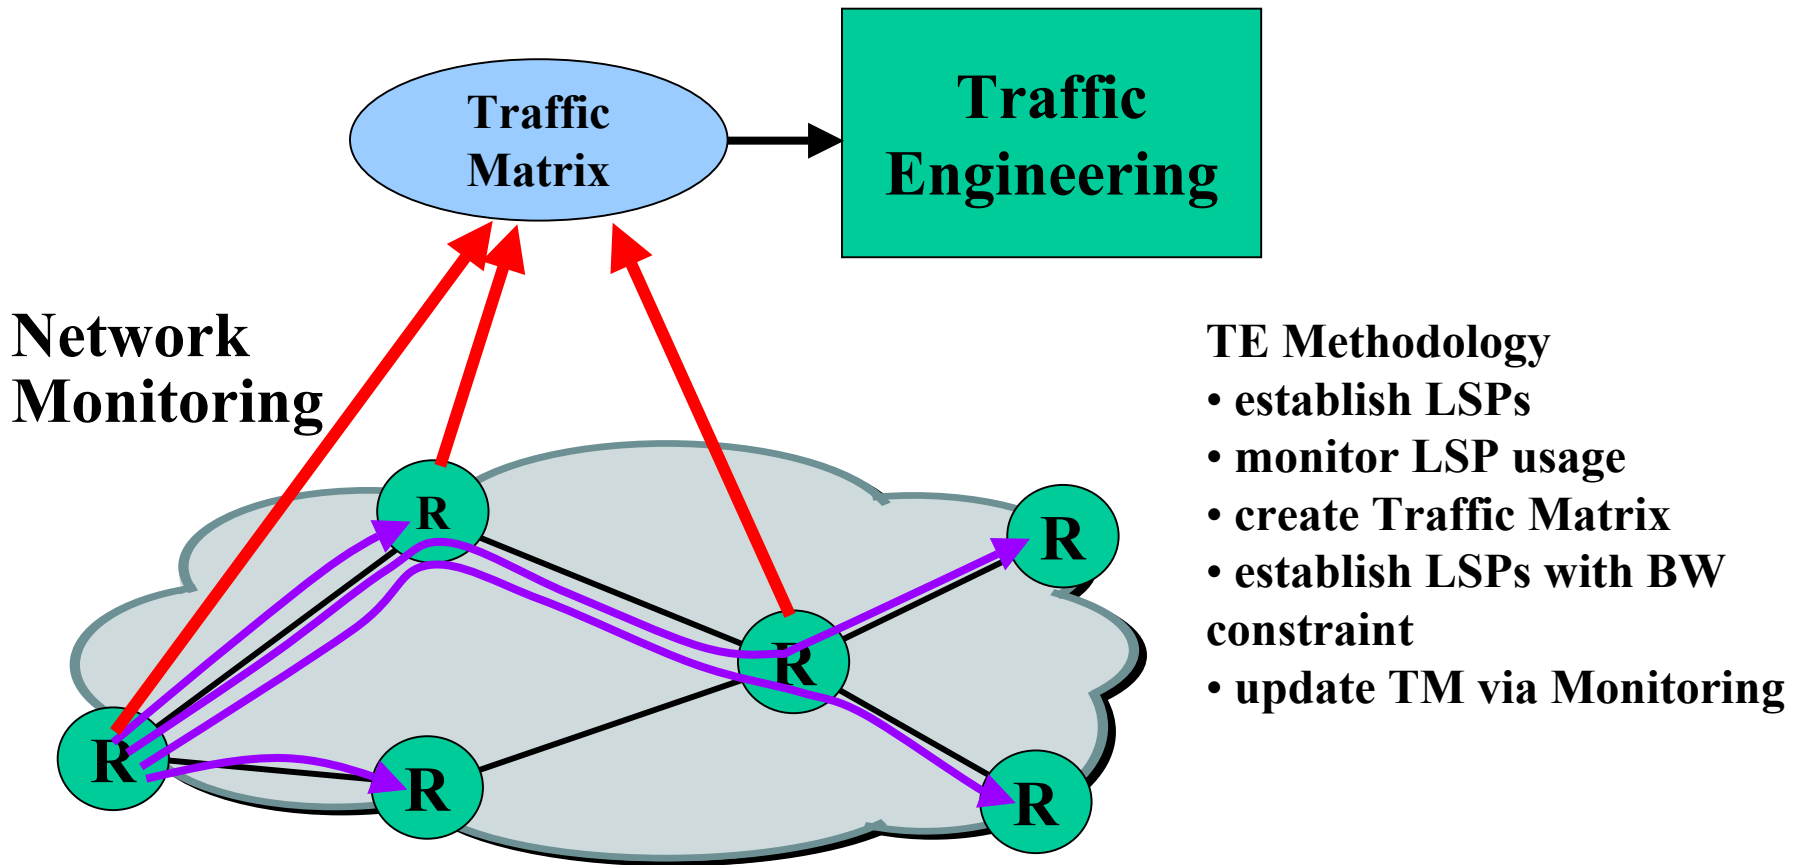 Traffic
Matrix
Traffic
Engineering
Network
Monitoring
TE Methodology
• establish LSPs
• monitor LSP usage
• create Traffic Matrix
• establish LSPs with BW
constraint
• update TM via Monitoring
R
R
R
R
R
R